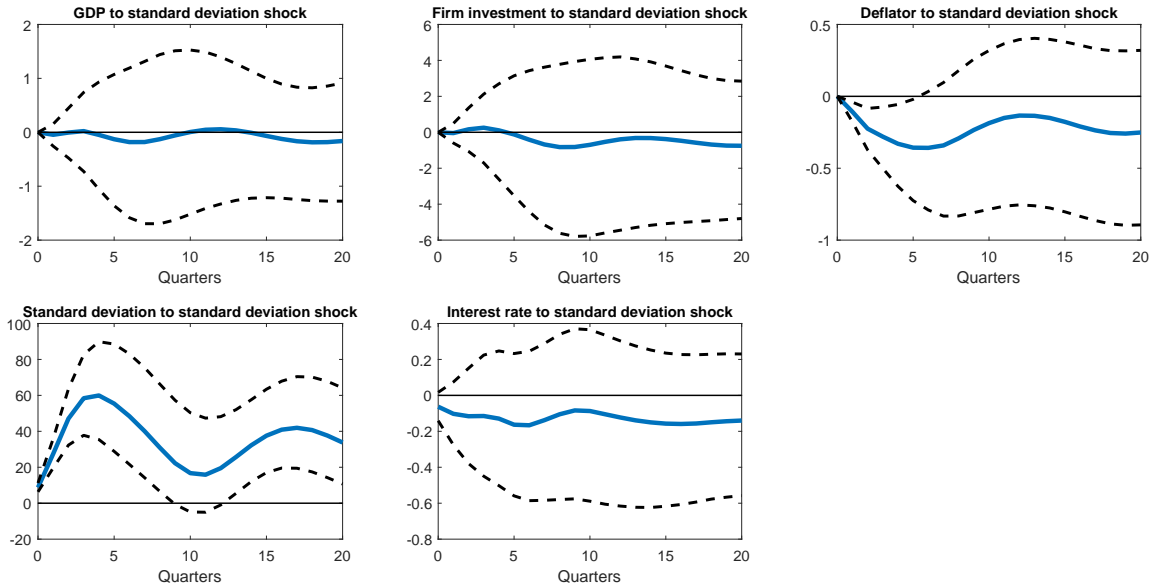 GDP to standard deviation shock
2
1
0
-1
-2
0 5 10 15 20
Quarters
Firm investment to standard deviation shock
6
4
2
0
-2
-4
-6
0 5 10 15 20
Quarters
Deflator to standard deviation shock
0.5
0
-0.5
-1
0 5 10 15 20
Quarters
Standard deviation to standard deviation shock
100
80
60
40
20
0
-20
0 5 10 15 20
Quarters
Interest rate to standard deviation shock
0.4
0.2
0
-0.2
-0.4
-0.6
-0.8
0 5 10 15 20
Quarters